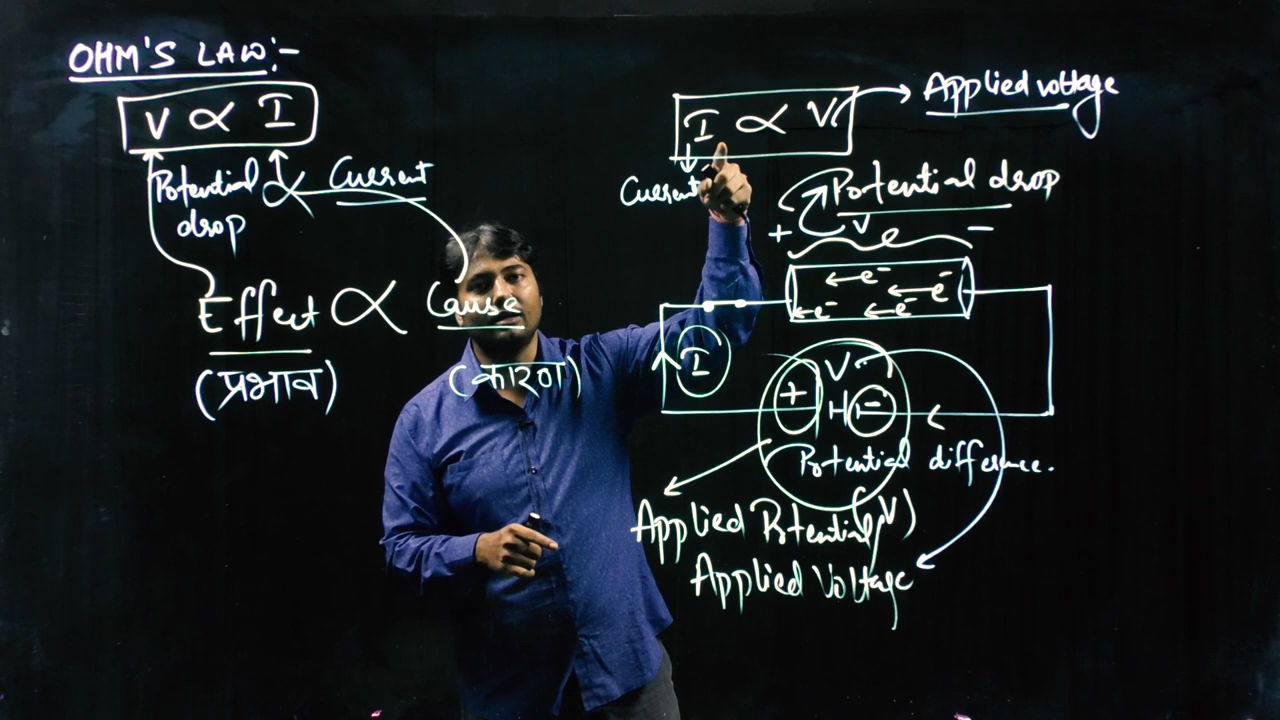 OHM'S LAW:-
V ∝ I
Potential drop ∝ Current
Effect ∝ Cause
(प्रभाव) (कारण)
I ∝ V → Applied voltage
Current
Potential drop
+ V -
← e⁻ ← e⁻
← e⁻ ← e⁻
I
V
+ -
Potential difference.
Applied Potential (V)
Applied Voltage